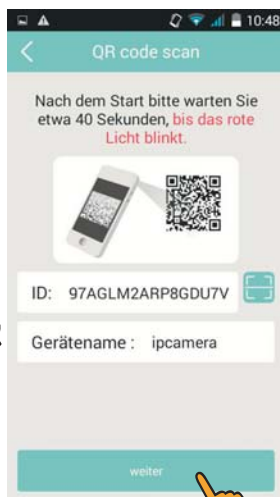 10:48
QR code scan
Nach dem Start bitte warten Sie
etwa 40 Sekunden, bis das rote
Licht blinkt.
ID: 97AGLM2ARP8GDU7V
Gerätename : ipcamera
weiter